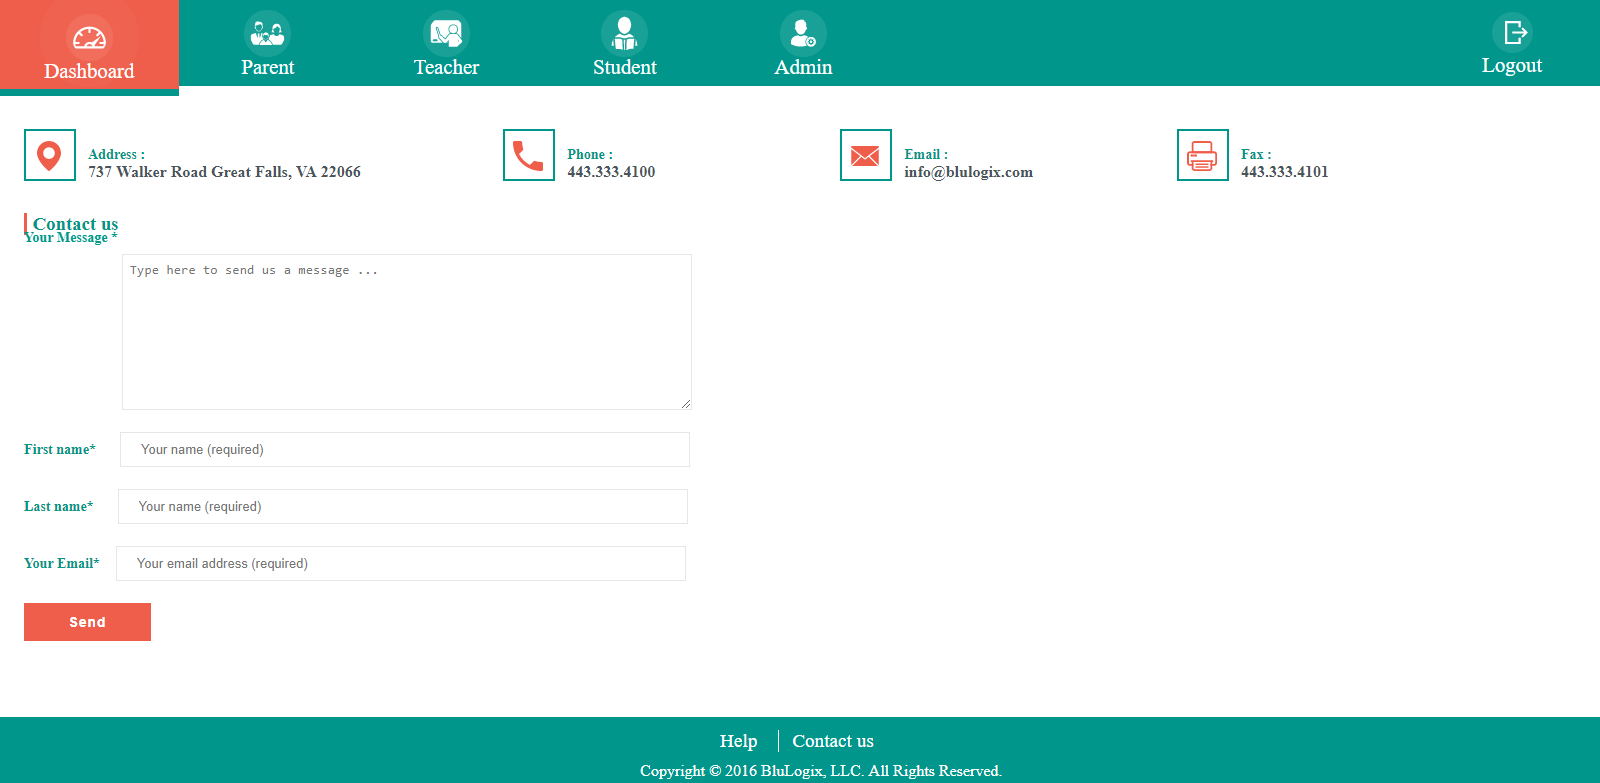 Dashboard
Parent
Teacher
Student
Admin
Logout
Address :
737 Walker Road Great Falls, VA 22066
Phone :
443.333.4100
Email :
info@blulogix.com
Fax :
443.333.4101
Contact us
Your Message *
Type here to send us a message ...
First name*
Your name (required)
Last name*
Your name (required)
Your Email*
Your email address (required)
Send
Help
Contact us
Copyright © 2016 BluLogix, LLC. All Rights Reserved.